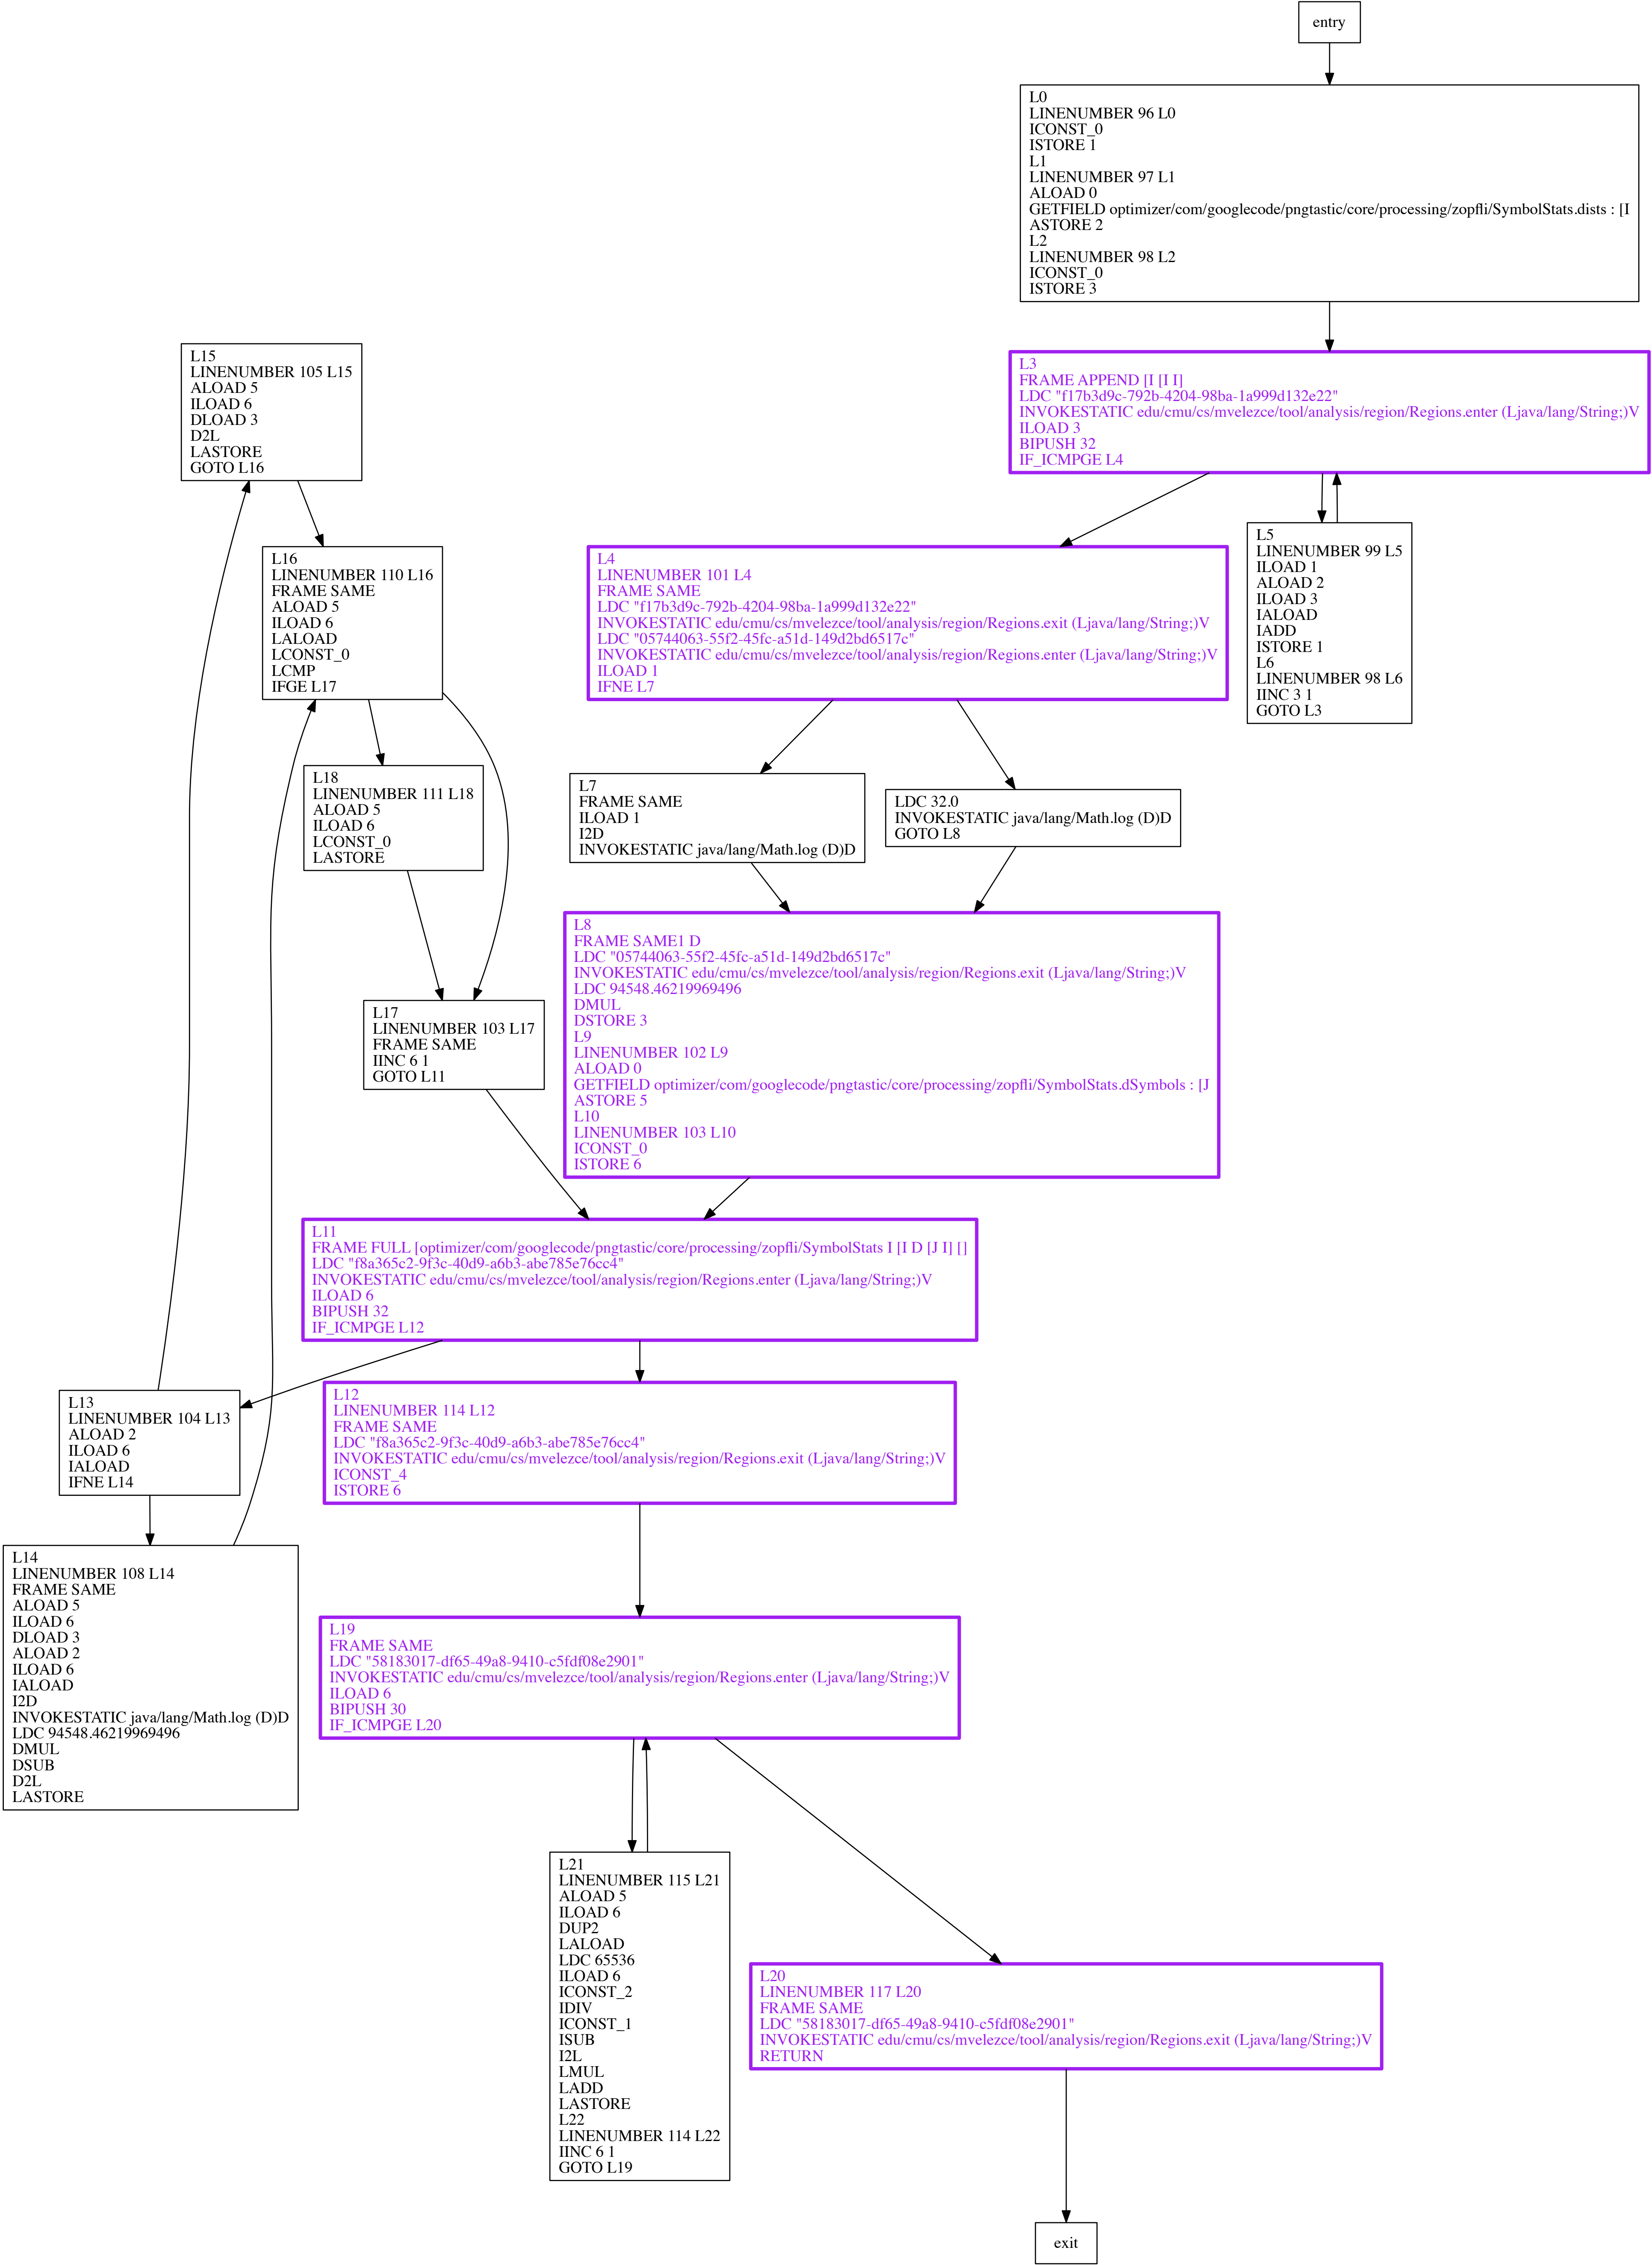 entry
L0
LINENUMBER 96 L0
ICONST_0
ISTORE 1
L1
LINENUMBER 97 L1
ALOAD 0
GETFIELD optimizer/com/googlecode/pngtastic/core/processing/zopfli/SymbolStats.dists : [I
ASTORE 2
L2
LINENUMBER 98 L2
ICONST_0
ISTORE 3
L3
FRAME APPEND [I [I I]
LDC "f17b3d9c-792b-4204-98ba-1a999d132e22"
INVOKESTATIC edu/cmu/cs/mvelezce/tool/analysis/region/Regions.enter (Ljava/lang/String;)V
ILOAD 3
BIPUSH 32
IF_ICMPGE L4
L5
LINENUMBER 99 L5
ILOAD 1
ALOAD 2
ILOAD 3
IALOAD
IADD
ISTORE 1
L6
LINENUMBER 98 L6
IINC 3 1
GOTO L3
L4
LINENUMBER 101 L4
FRAME SAME
LDC "f17b3d9c-792b-4204-98ba-1a999d132e22"
INVOKESTATIC edu/cmu/cs/mvelezce/tool/analysis/region/Regions.exit (Ljava/lang/String;)V
LDC "05744063-55f2-45fc-a51d-149d2bd6517c"
INVOKESTATIC edu/cmu/cs/mvelezce/tool/analysis/region/Regions.enter (Ljava/lang/String;)V
ILOAD 1
IFNE L7
L7
FRAME SAME
ILOAD 1
I2D
INVOKESTATIC java/lang/Math.log (D)D
LDC 32.0
INVOKESTATIC java/lang/Math.log (D)D
GOTO L8
L8
FRAME SAME1 D
LDC "05744063-55f2-45fc-a51d-149d2bd6517c"
INVOKESTATIC edu/cmu/cs/mvelezce/tool/analysis/region/Regions.exit (Ljava/lang/String;)V
LDC 94548.46219969496
DMUL
DSTORE 3
L9
LINENUMBER 102 L9
ALOAD 0
GETFIELD optimizer/com/googlecode/pngtastic/core/processing/zopfli/SymbolStats.dSymbols : [J
ASTORE 5
L10
LINENUMBER 103 L10
ICONST_0
ISTORE 6
L15
LINENUMBER 105 L15
ALOAD 5
ILOAD 6
DLOAD 3
D2L
LASTORE
GOTO L16
L16
LINENUMBER 110 L16
FRAME SAME
ALOAD 5
ILOAD 6
LALOAD
LCONST_0
LCMP
IFGE L17
L18
LINENUMBER 111 L18
ALOAD 5
ILOAD 6
LCONST_0
LASTORE
L17
LINENUMBER 103 L17
FRAME SAME
IINC 6 1
GOTO L11
L11
FRAME FULL [optimizer/com/googlecode/pngtastic/core/processing/zopfli/SymbolStats I [I D [J I] []
LDC "f8a365c2-9f3c-40d9-a6b3-abe785e76cc4"
INVOKESTATIC edu/cmu/cs/mvelezce/tool/analysis/region/Regions.enter (Ljava/lang/String;)V
ILOAD 6
BIPUSH 32
IF_ICMPGE L12
L13
LINENUMBER 104 L13
ALOAD 2
ILOAD 6
IALOAD
IFNE L14
L12
LINENUMBER 114 L12
FRAME SAME
LDC "f8a365c2-9f3c-40d9-a6b3-abe785e76cc4"
INVOKESTATIC edu/cmu/cs/mvelezce/tool/analysis/region/Regions.exit (Ljava/lang/String;)V
ICONST_4
ISTORE 6
L14
LINENUMBER 108 L14
FRAME SAME
ALOAD 5
ILOAD 6
DLOAD 3
ALOAD 2
ILOAD 6
IALOAD
I2D
INVOKESTATIC java/lang/Math.log (D)D
LDC 94548.46219969496
DMUL
DSUB
D2L
LASTORE
L19
FRAME SAME
LDC "58183017-df65-49a8-9410-c5fdf08e2901"
INVOKESTATIC edu/cmu/cs/mvelezce/tool/analysis/region/Regions.enter (Ljava/lang/String;)V
ILOAD 6
BIPUSH 30
IF_ICMPGE L20
L21
LINENUMBER 115 L21
ALOAD 5
ILOAD 6
DUP2
LALOAD
LDC 65536
ILOAD 6
ICONST_2
IDIV
ICONST_1
ISUB
I2L
LMUL
LADD
LASTORE
L22
LINENUMBER 114 L22
IINC 6 1
GOTO L19
L20
LINENUMBER 117 L20
FRAME SAME
LDC "58183017-df65-49a8-9410-c5fdf08e2901"
INVOKESTATIC edu/cmu/cs/mvelezce/tool/analysis/region/Regions.exit (Ljava/lang/String;)V
RETURN
exit